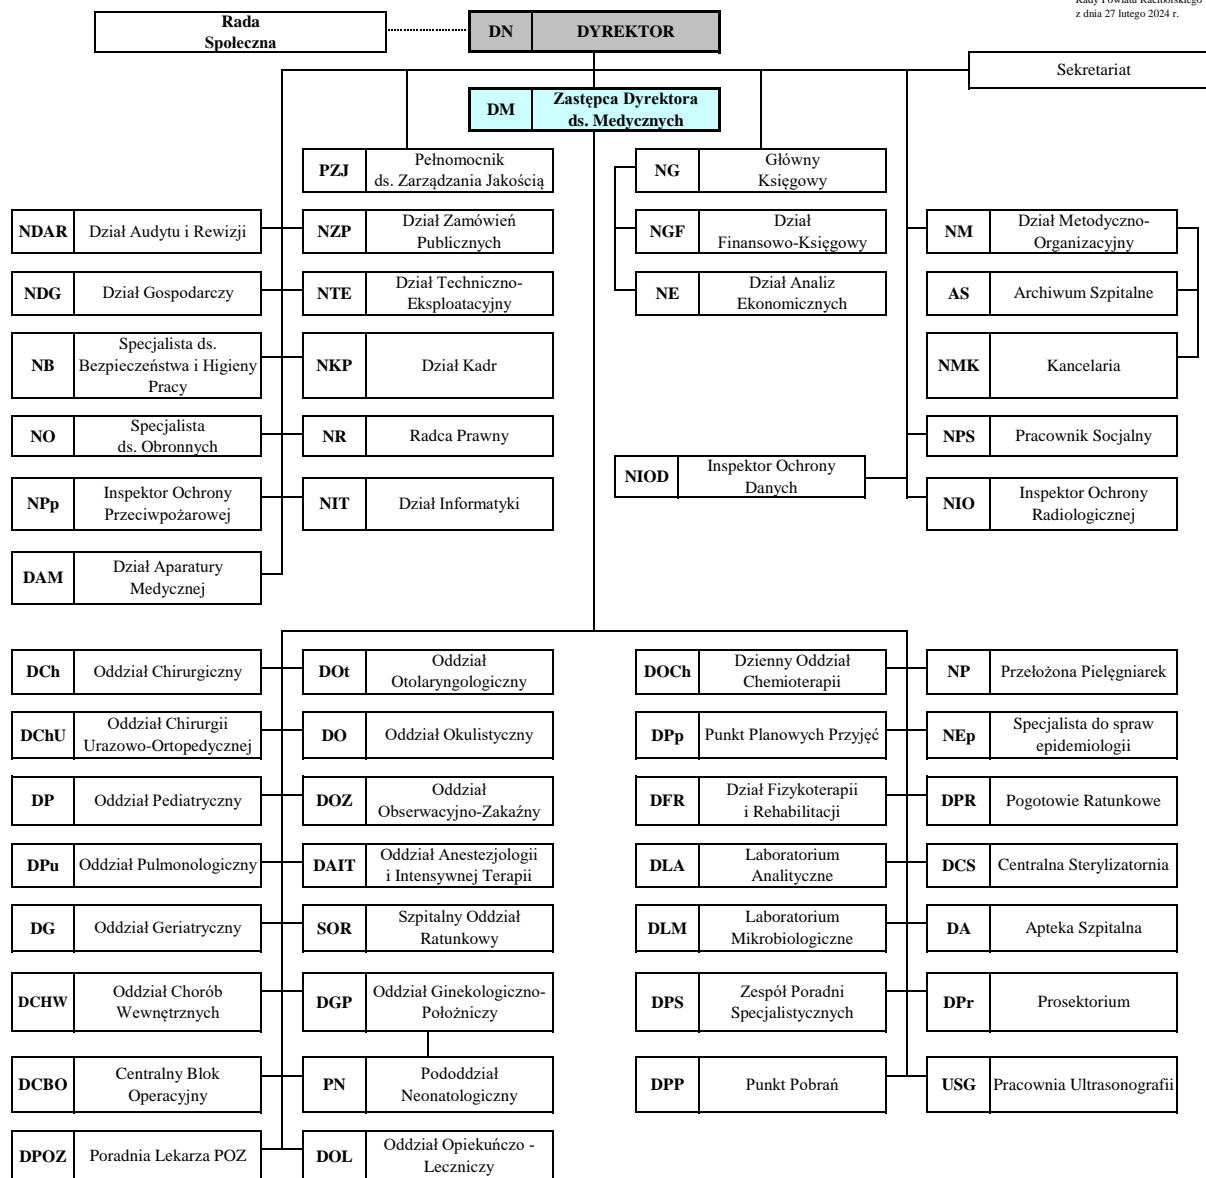 Rady Powiatu Raciborskiego
z dnia 27 lutego 2024 r.
Rada
Społeczna
DN DYREKTOR
Sekretariat
DM Zastępca Dyrektora
ds. Medycznych
PZJ Pełnomocnik
ds. Zarządzania Jakością
NG Główny
Księgowy
NDAR Dział Audytu i Rewizji
NZP Dział Zamówień
Publicznych
NGF Dział
Finansowo-Księgowy
NM Dział Metodyczno-
Organizacyjny
NDG Dział Gospodarczy
NTE Dział Techniczno-
Eksploatacyjny
NE Dział Analiz
Ekonomicznych
AS Archiwum Szpitalne
NB Specjalista ds.
Bezpieczeństwa i Higieny
Pracy
NKP Dział Kadr
NMK Kancelaria
NO Specjalista
ds. Obronnych
NR Radca Prawny
NPS Pracownik Socjalny
NIOD Inspektor Ochrony
Danych
NPp Inspektor Ochrony
Przeciwpożarowej
NIT Dział Informatyki
NIO Inspektor Ochrony
Radiologicznej
DAM Dział Aparatury
Medycznej
DCh Oddział Chirurgiczny
DOt Oddział
Otolaryngologiczny
DOCh Dzienny Oddział
Chemioterapii
NP Przełożona Pielęgniarek
DChU Oddział Chirurgii
Urazowo-Ortopedycznej
DO Oddział Okulistyczny
DPp Punkt Planowych Przyjęć
NEp Specjalista do spraw
epidemiologii
DP Oddział Pediatryczny
DOZ Oddział
Obserwacyjno-Zakaźny
DFR Dział Fizykoterapii
i Rehabilitacji
DPR Pogotowie Ratunkowe
DPu Oddział Pulmonologiczny
DAIT Oddział Anestezjologii
i Intensywnej Terapii
DLA Laboratorium
Analityczne
DCS Centralna Sterylizatornia
DG Oddział Geriatryczny
SOR Szpitalny Oddział
Ratunkowy
DLM Laboratorium
Mikrobiologiczne
DA Apteka Szpitalna
DCHW Oddział Chorób
Wewnętrznych
DGP Oddział Ginekologiczno-
Położniczy
DPS Zespół Poradni
Specjalistycznych
DPr Prosektorium
DCBO Centralny Blok
Operacyjny
PN Pododdział
Neonatologiczny
DPP Punkt Pobrań
USG Pracownia Ultrasonografii
DPOZ Poradnia Lekarza POZ
DOL Oddział Opiekuńczo -
Leczniczy